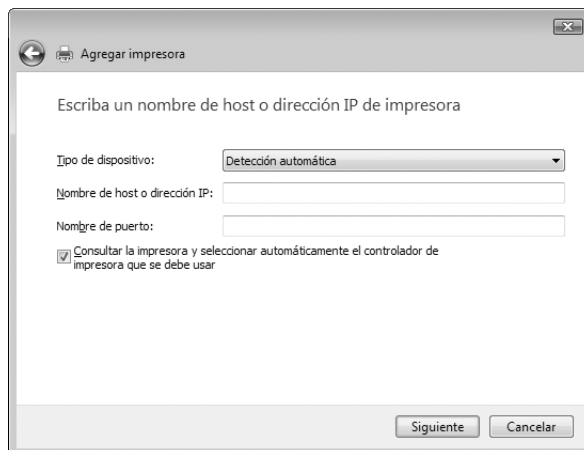 Agregar impresora
Escriba un nombre de host o dirección IP de impresora
Tipo de dispositivo:
Detección automática
Nombre de host o dirección IP:
Nombre de puerto:
Consultar la impresora y seleccionar automáticamente el controlador de
impresora que se debe usar
Siguiente
Cancelar